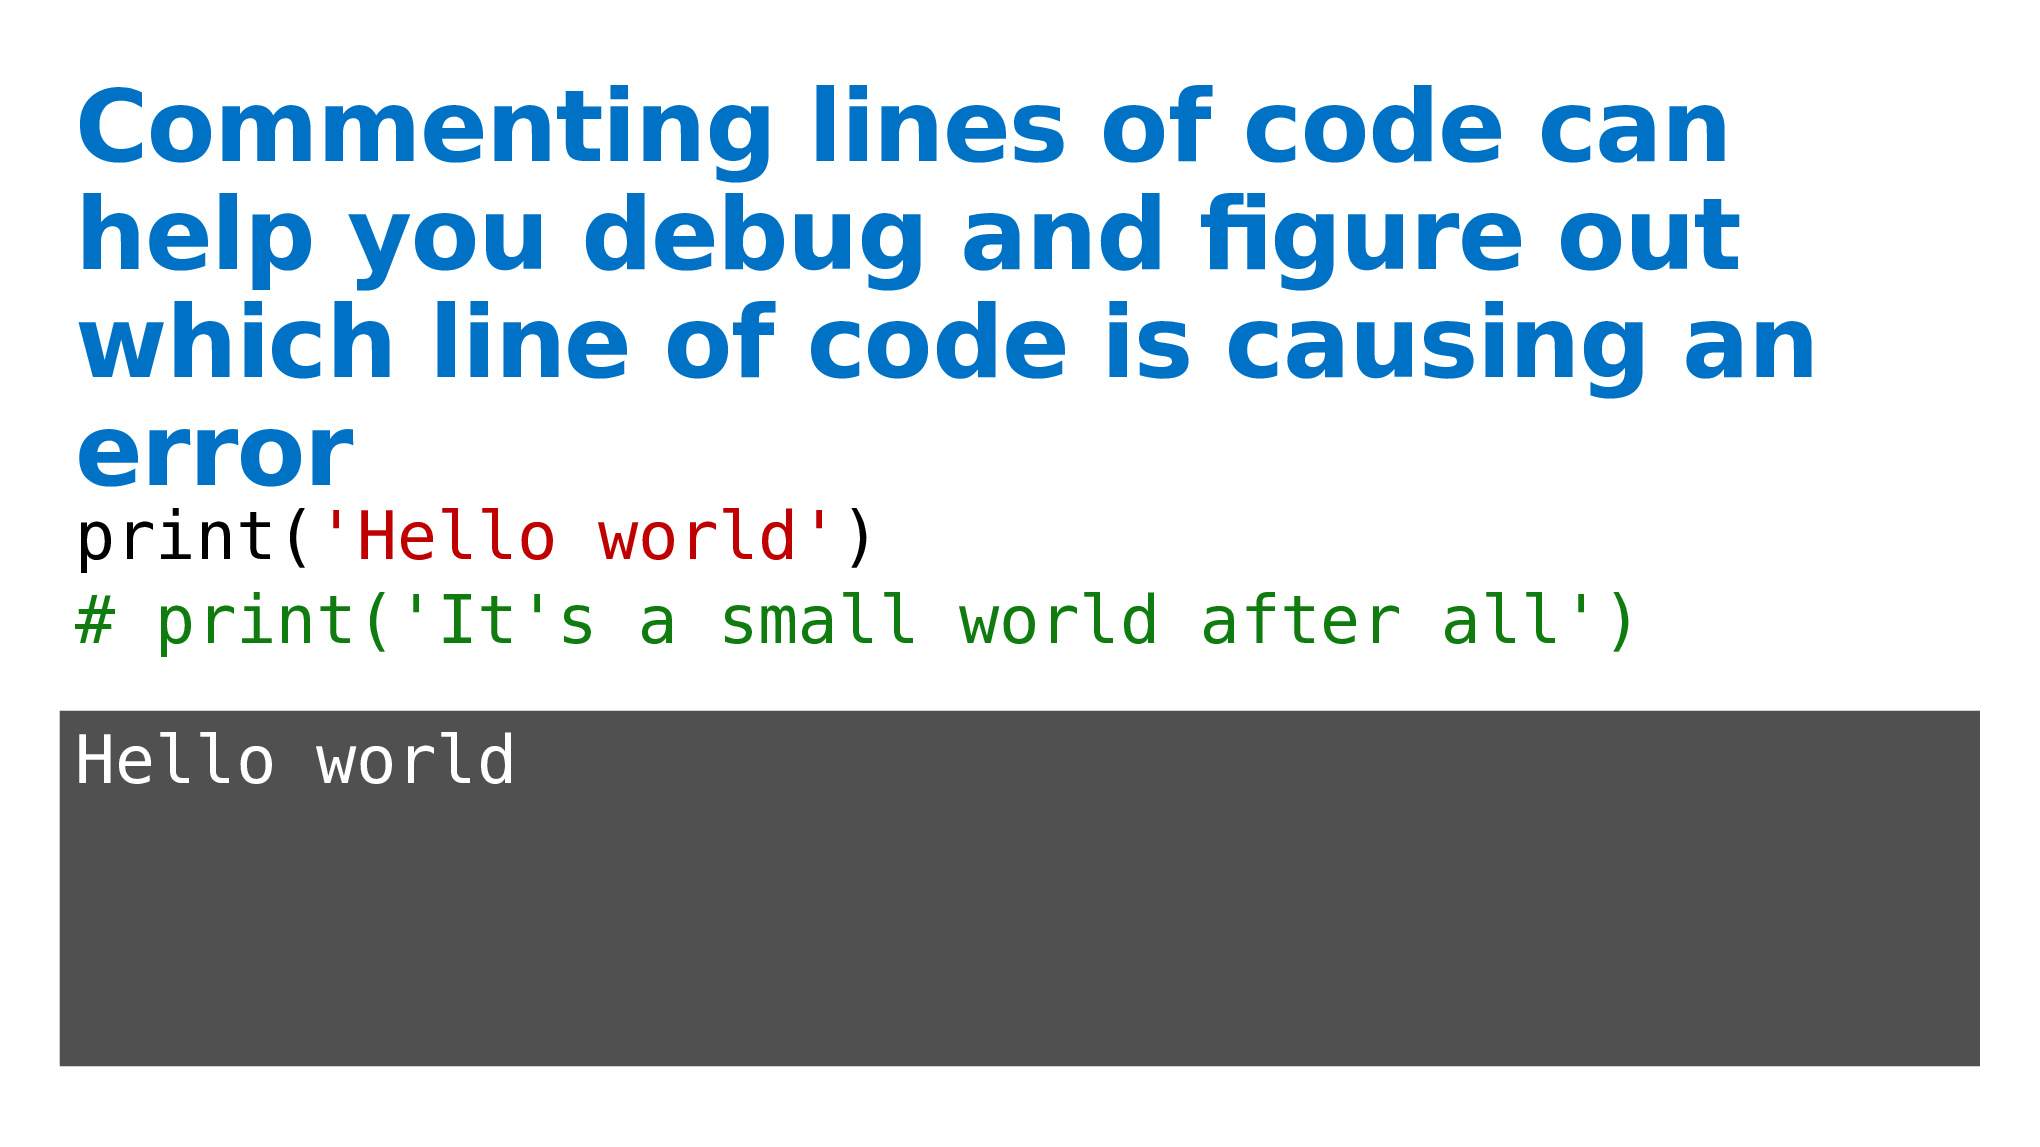 Commenting lines of code can
help you debug and figure out
which line of code is causing an
error
print('Hello world')
# print('It's a small world after all')
Hello world